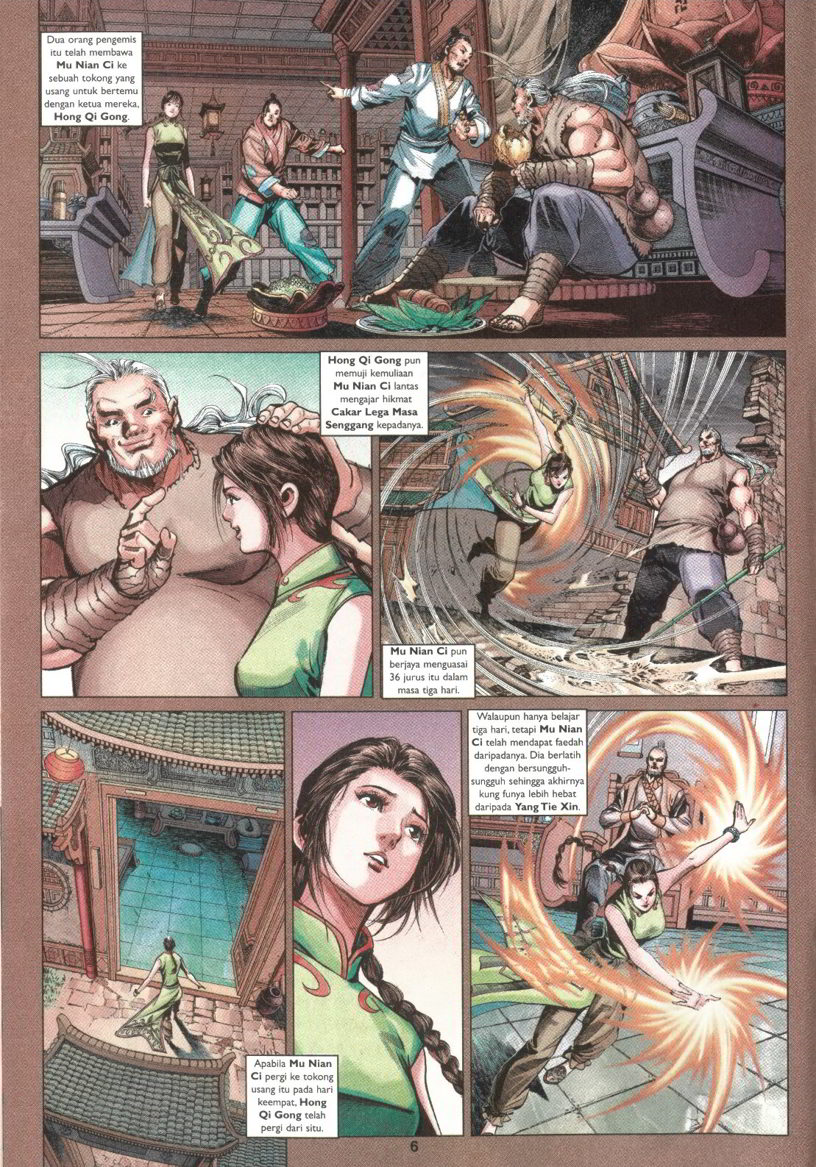 Dua orang pengemis
itu telah membawa
Mu Nian Ci ke
sebuah tokong yang
usang untuk bertemu
dengan ketua mereka,
Hong Qi Gong.
Hong Qi Gong pun
memuji kemuliaan
Mu Nian Ci lantas
mengajar hikmat
Cakar Lega Masa
Senggang kepadanya.
Mu Nian Ci pun
berjaya menguasai
36 jurus itu dalam
masa tiga hari.
Apabila Mu Nian
Ci pergi ke tokong
usang itu pada hari
keempat, Hong
Qi Gong telah
pergi dari situ.
Walaupun hanya belajar
tiga hari, tetapi Mu Nian
Ci telah mendapat faedah
daripadanya. Dia berlatih
dengan bersungguh-
sungguh sehingga akhirnya
kung funya lebih hebat
daripada Yang Tie Xin.
6